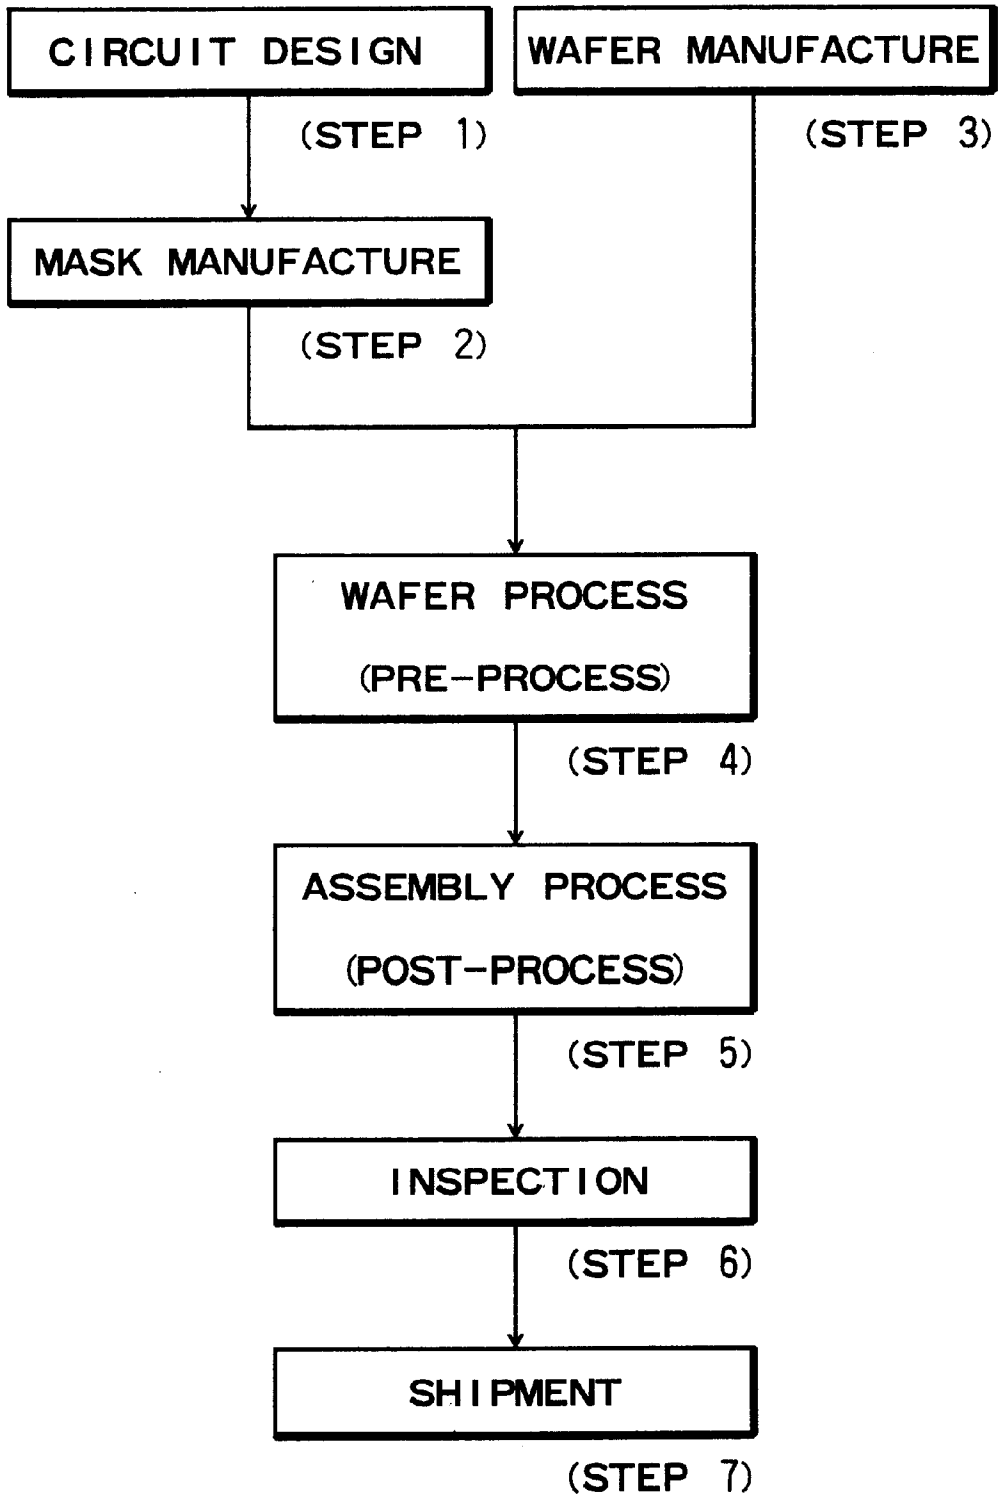 CIRCUIT DESIGN
(STEP 1)
WAFER MANUFACTURE
(STEP 3)
MASK MANUFACTURE
(STEP 2)
WAFER PROCESS
(PRE-PROCESS)
(STEP 4)
ASSEMBLY PROCESS
(POST-PROCESS)
(STEP 5)
INSPECTION
(STEP 6)
SHIPMENT
(STEP 7)